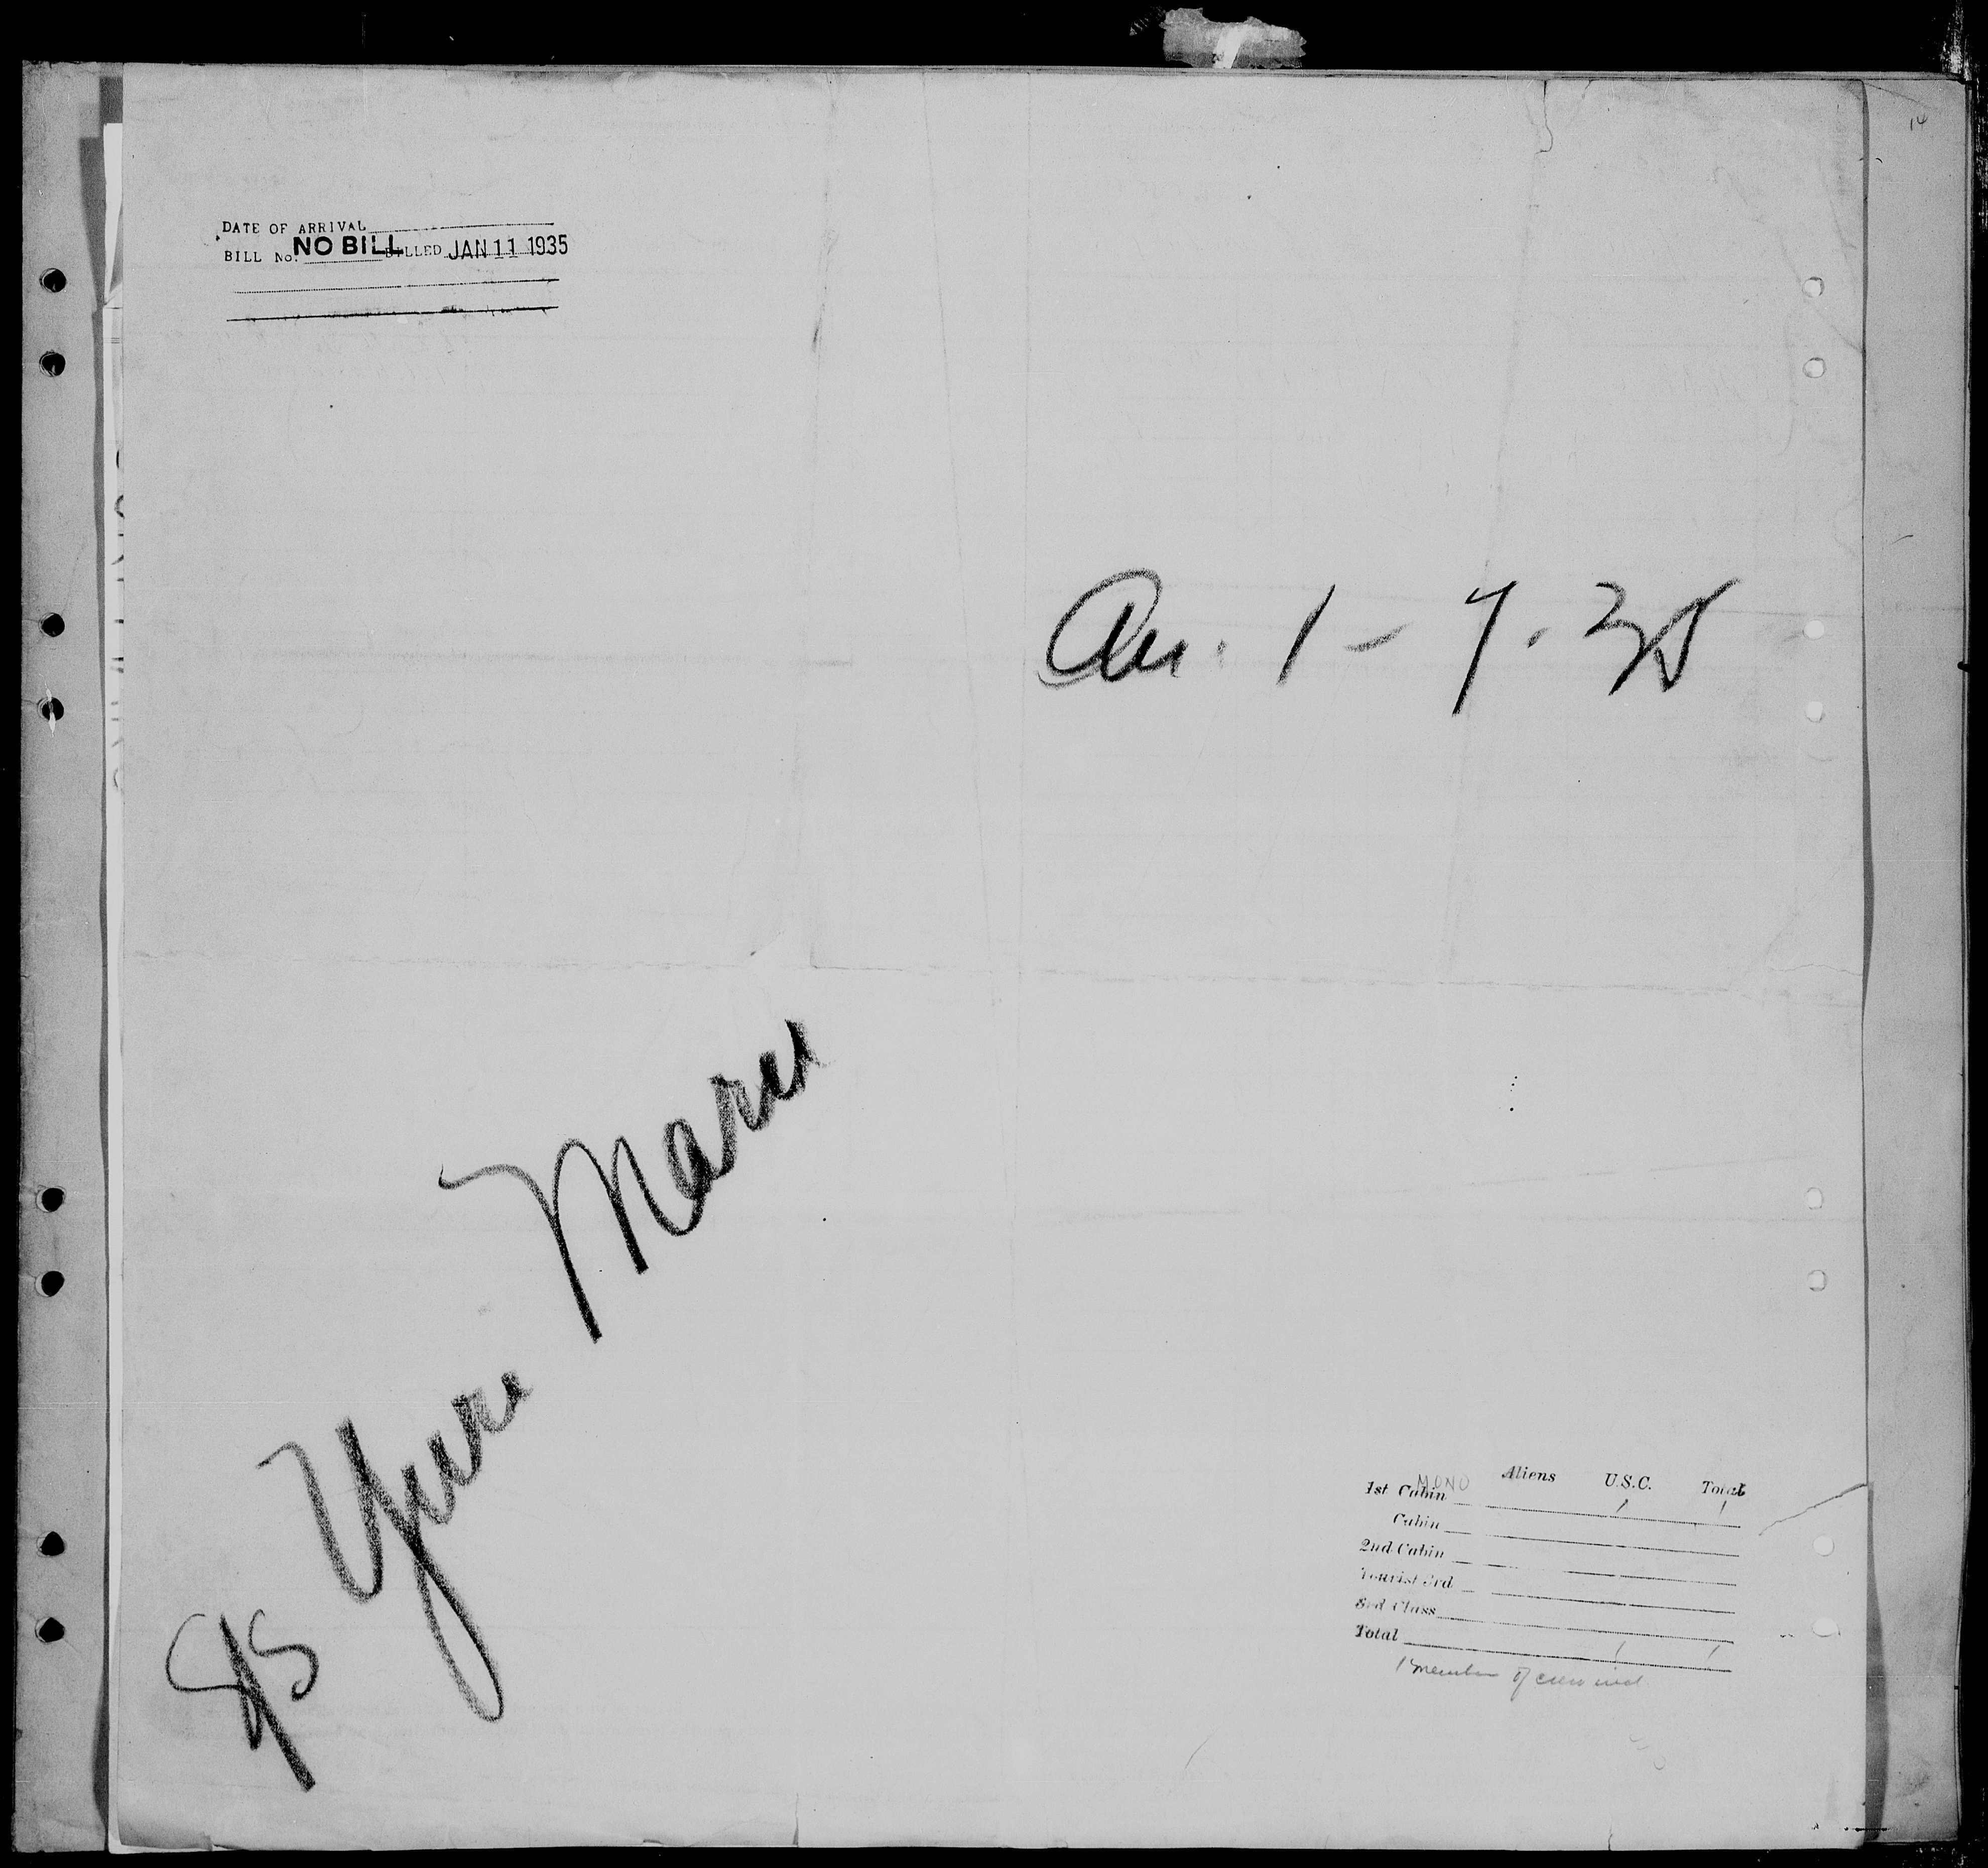 14
DATE OF ARRIVAL
BILL No. NO BILL BILLED JAN 11 1935
Arr. 1-7-35
S/S Yuri Maru
MONO Aliens U.S.C. Total
1st Cabin 1 1
Cabin
2nd Cabin
Tourist 3rd
3rd Class
Total 1 1
1 member of crew incl